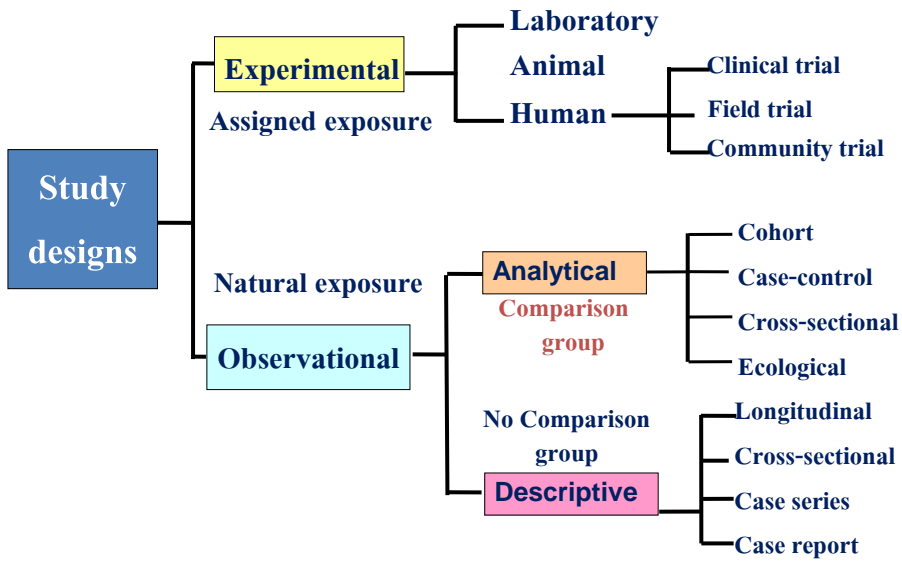 Study
designs
Experimental
Assigned exposure
Laboratory
Animal
Human
Clinical trial
Field trial
Community trial
Natural exposure
Observational
Analytical
Comparison
group
Cohort
Case-control
Cross-sectional
Ecological
No Comparison
group
Descriptive
Longitudinal
Cross-sectional
Case series
Case report